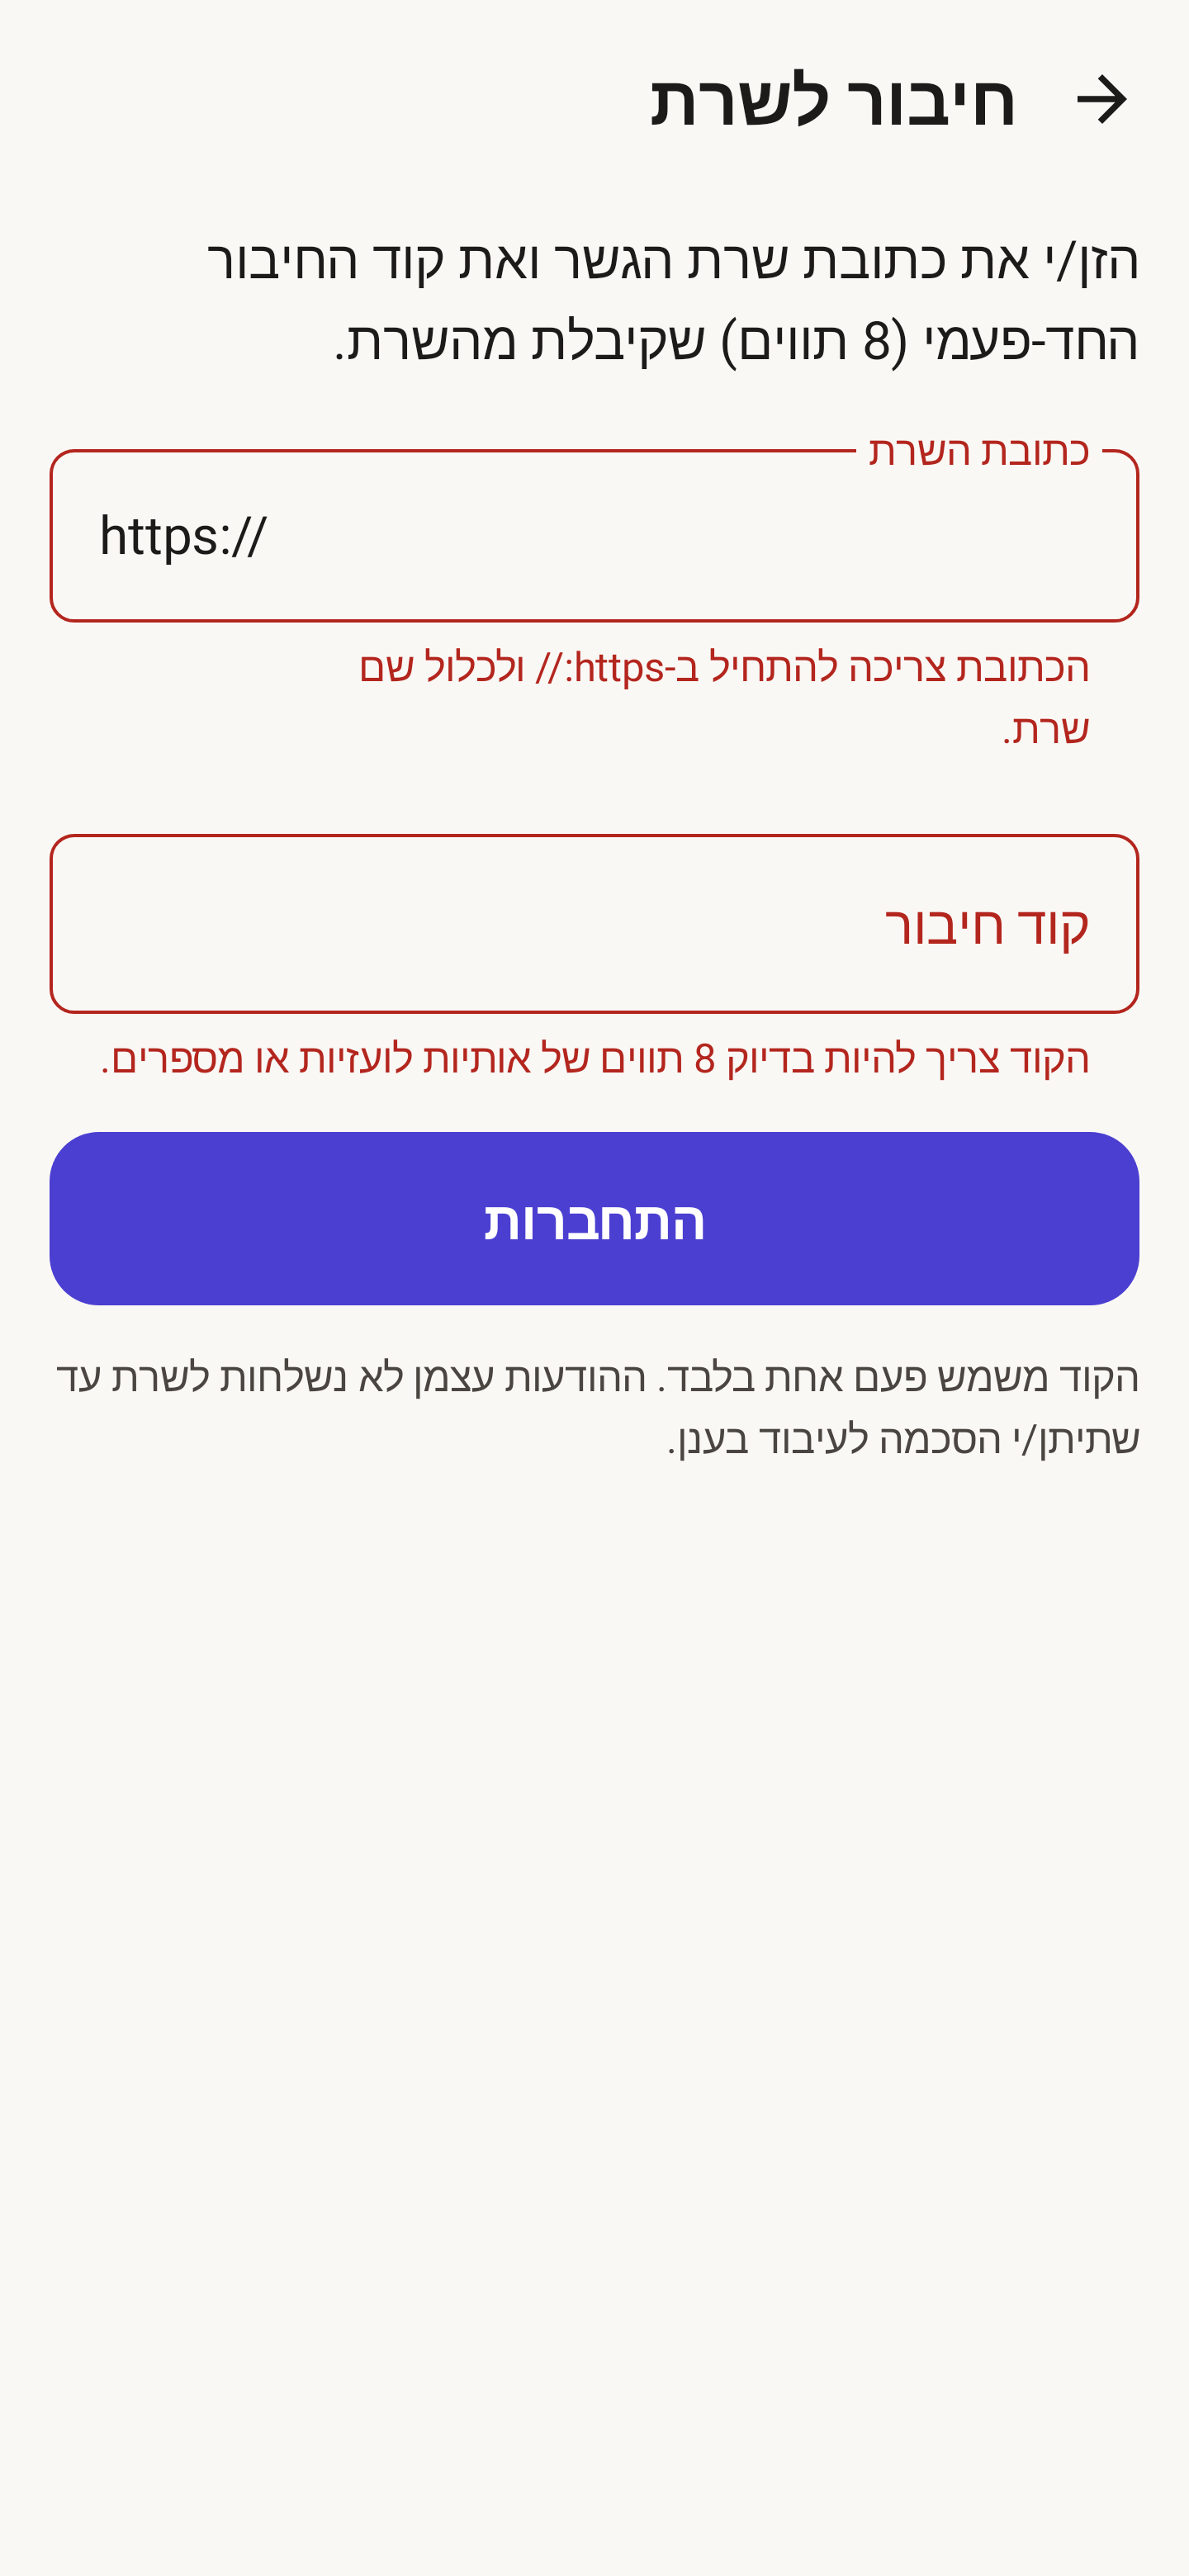 חיבור לשרת
הזן/י את כתובת שרת הגשר ואת קוד החיבור
החד-פעמי (8 תווים) שקיבלת מהשרת.
כתובת השרת
https://
הכתובת צריכה להתחיל ב-https:// ולכלול שם
שרת.
קוד חיבור
הקוד צריך להיות בדיוק 8 תווים של אותיות לועזיות או מספרים.
התחברות
הקוד משמש פעם אחת בלבד. ההודעות עצמן לא נשלחות לשרת עד
שתיתן/י הסכמה לעיבוד בענן.